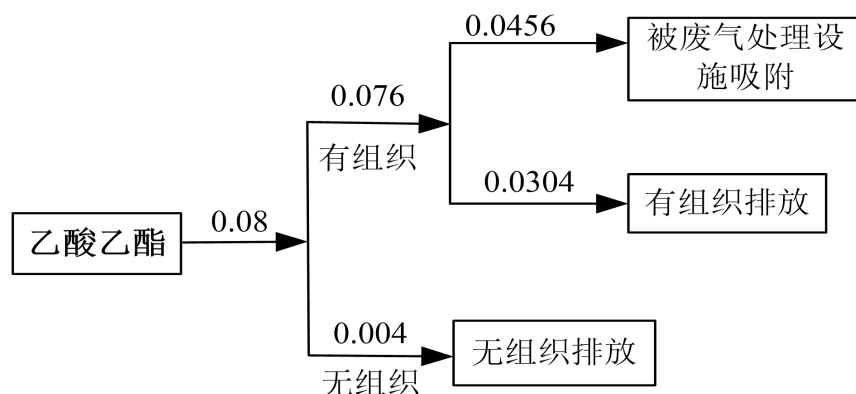 0.0456
被废气处理设
施吸附
0.076
有组织
0.0304
有组织排放
乙酸乙酯
0.08
0.004
无组织
无组织排放